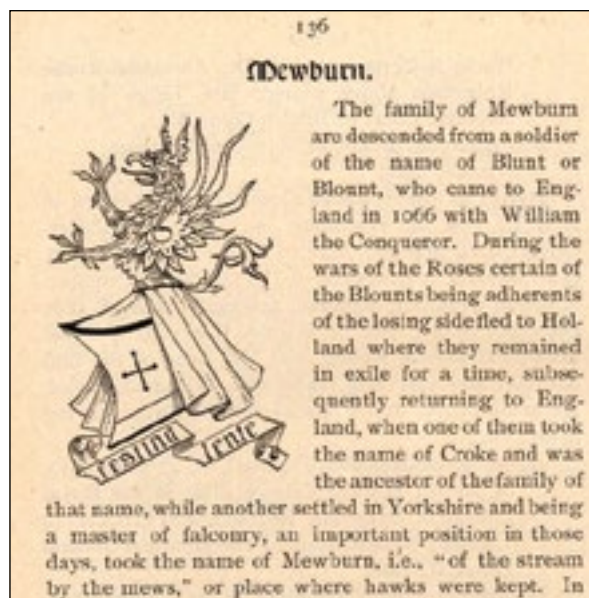 136
Mewburn.
The family of Mewburn
are descended from a soldier
of the name of Blunt or
Blount, who came to Eng-
land in 1066 with William
the Conqueror. During the
wars of the Roses certain of
the Blounts being adherents
of the losing side fled to Hol-
land where they remained
in exile for a time, subse-
quently returning to Eng-
land, when one of them took
the name of Croke and was
the ancestor of the family of
that name, while another settled in Yorkshire and being
a master of falconry, an important position in those
days, took the name of Mewburn, i.e., "of the stream
by the mews," or place where hawks were kept. In
festina lente